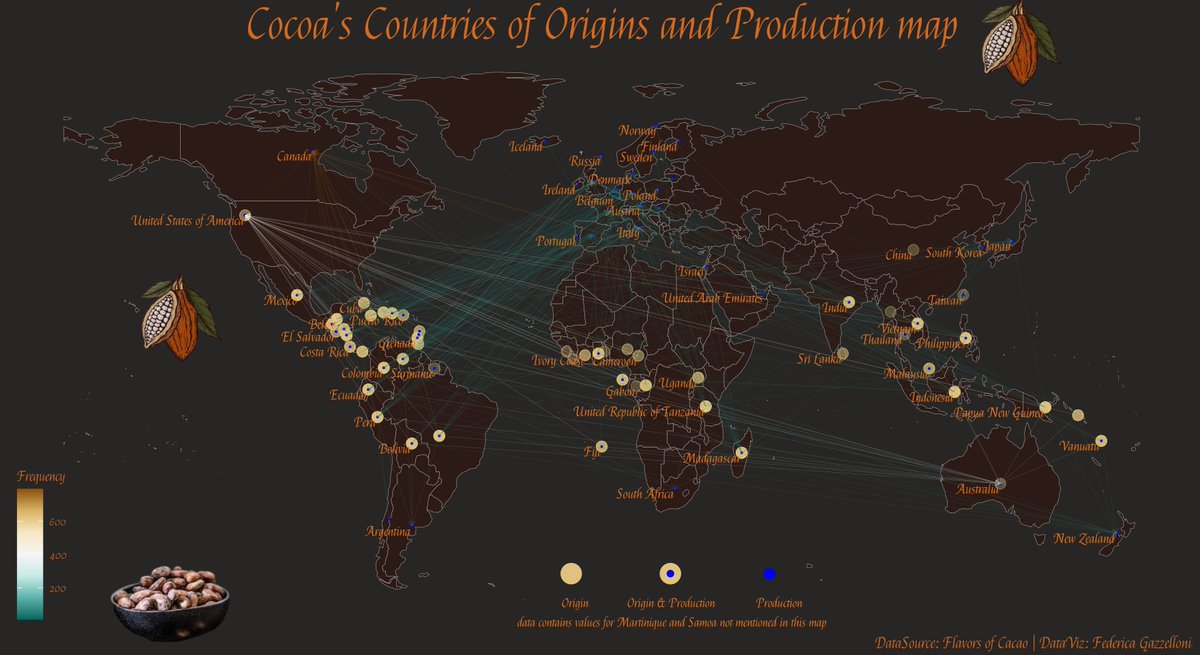 Cocoa's Countries of Origins and Production map
Norway
Iceland
Finland
Canada
Russia
Sweden
Denmark
Ireland
Poland
Belgium
Austria
United States of America
Portugal
Italy
China
South Korea
Japan
Israel
Mexico
United Arab Emirates
Taiwan
Cuba
India
Puerto Rico
El Salvador
Vietnam
Thailand
Philippines
Grenada
Costa Rica
Ivory Coast
Cameroon
Sri Lanka
Colombia
Suriname
Malaysia
Uganda
Gabon
Ecuador
Indonesia
United Republic of Tanzania
Papua New Guinea
Peru
Bolivia
Fiji
Madagascar
Vanuatu
Frequency
600
400
200
South Africa
Australia
Argentina
New Zealand
Origin
Origin & Production
Production
data contains values for Martinique and Samoa not mentioned in this map
DataSource: Flavors of Cacao | DataViz: Federica Gazzelloni